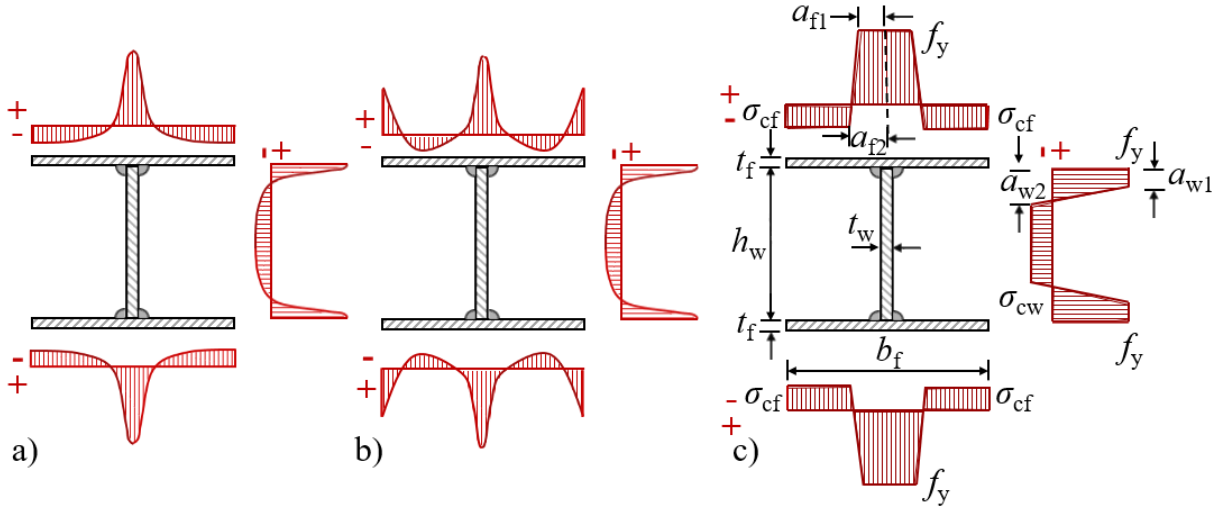 a_f1
f_y
+
-
+
-
+
-
σ_cf
σ_cf
a_f2
-+
-+
-+
f_y
t_f
a_w2
a_w1
t_w
h_w
σ_cw
t_f
f_y
b_f
-
+
-
+
-
+
σ_cf
σ_cf
f_y
a)
b)
c)